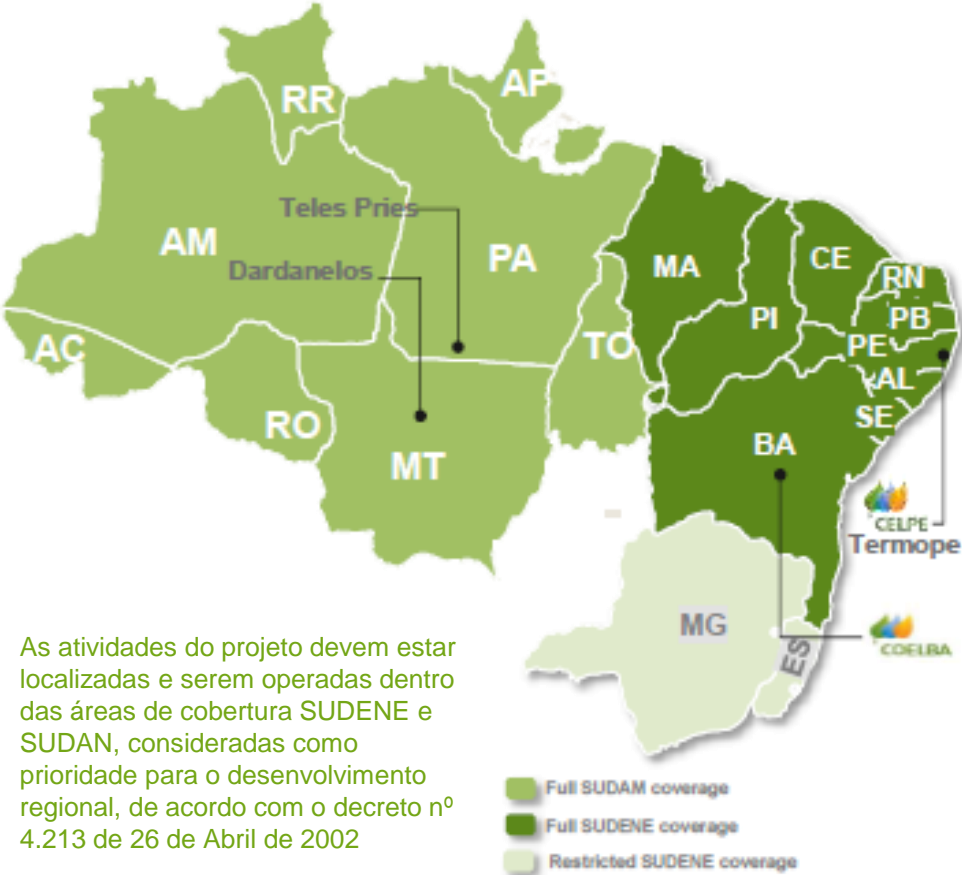 RR
AP
Teles Pries
AM
PA
Dardanelos
MA
CE
RN
PI
PB
AC
TO
PE
AL
RO
SE
BA
MT
CELPE
Termope
MG
ES
COELBA
As atividades do projeto devem estar
localizadas e serem operadas dentro
das áreas de cobertura SUDENE e
SUDAN, consideradas como
prioridade para o desenvolvimento
regional, de acordo com o decreto nº
4.213 de 26 de Abril de 2002
Full SUDAM coverage
Full SUDENE coverage
Restricted SUDENE coverage